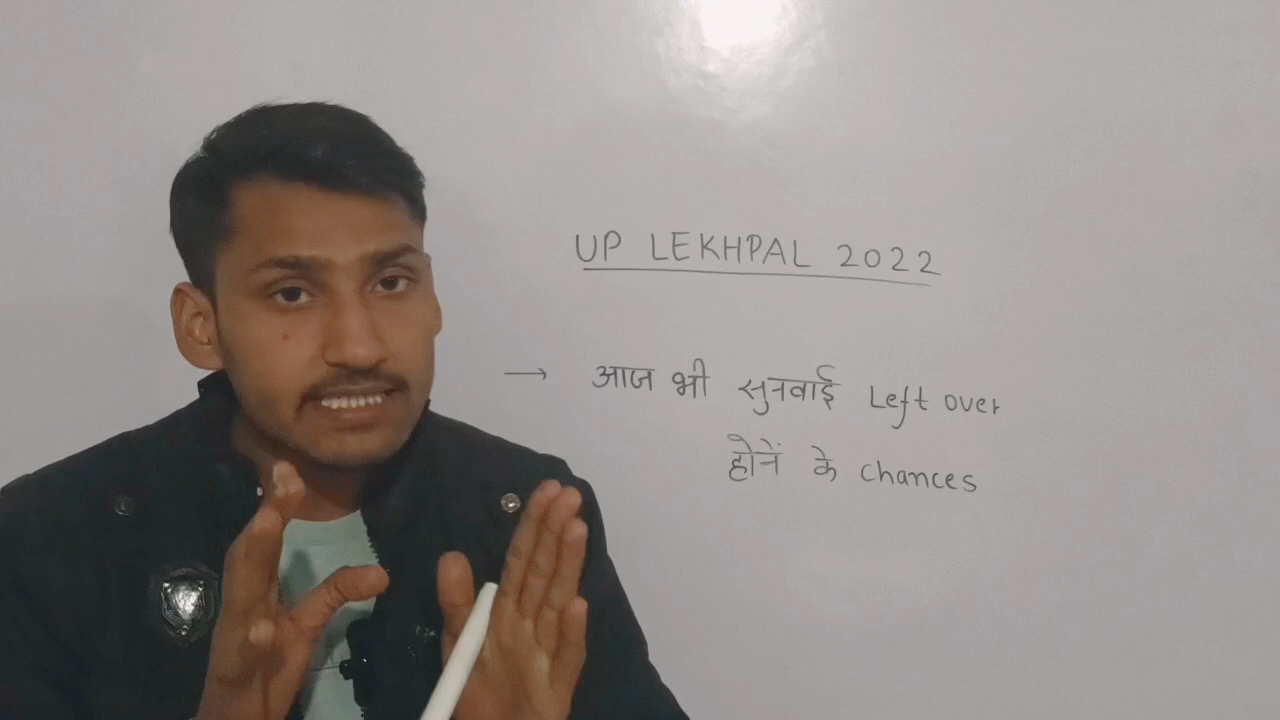 UP LEKHPAL 2022
→ आज भी सुनवाई Left over
होनें के chances